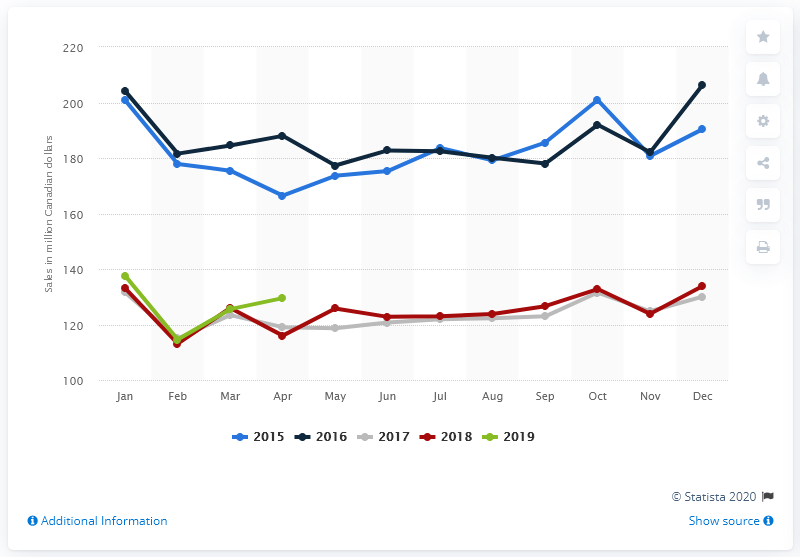 220
200
180
160
140
120
100
Sales in million Canadian dollars
Jan Feb Mar Apr May Jun Jul Aug Sep Oct Nov Dec
2015 2016 2017 2018 2019
© Statista 2020
Additional Information
Show source